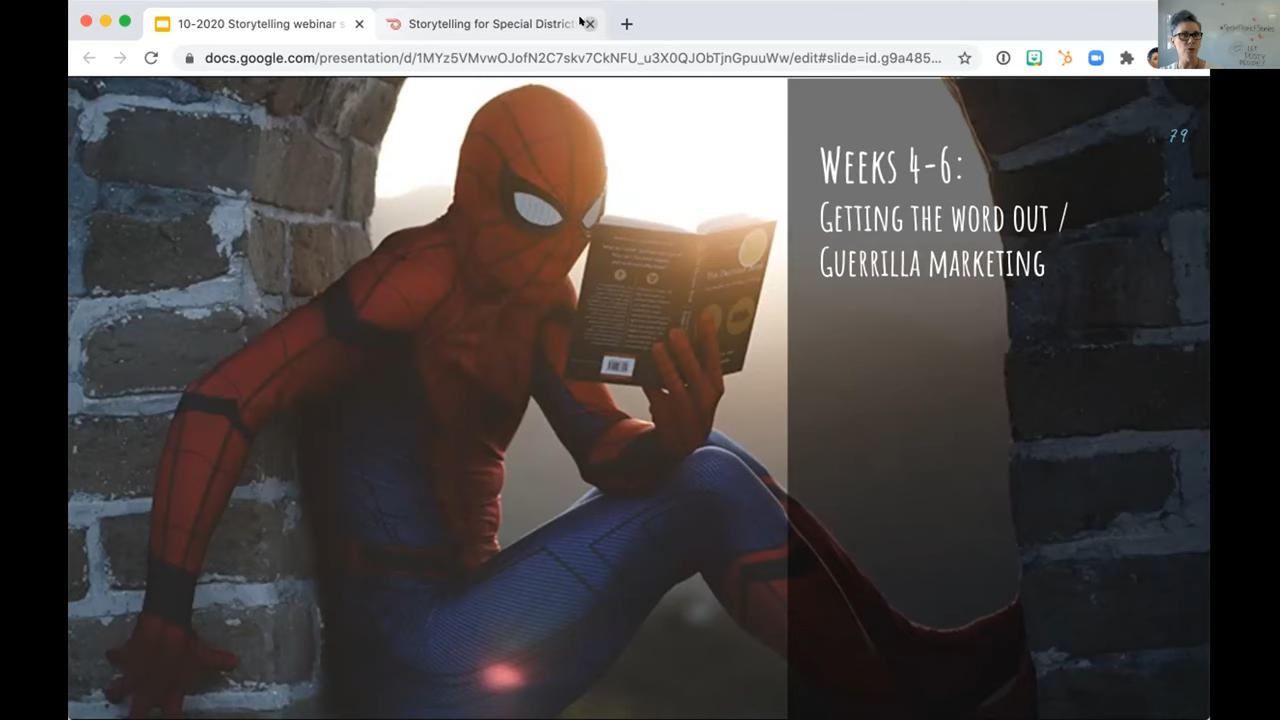 10-2020 Storytelling webinar s
Storytelling for Special District
docs.google.com/presentation/d/1MYz5VMvwOJofN2C7skv7CkNFU_u3X0QJObTjnGpuuWw/edit#slide=id.g9a485...
79
WEEKS 4-6:
GETTING THE WORD OUT /
GUERRILLA MARKETING